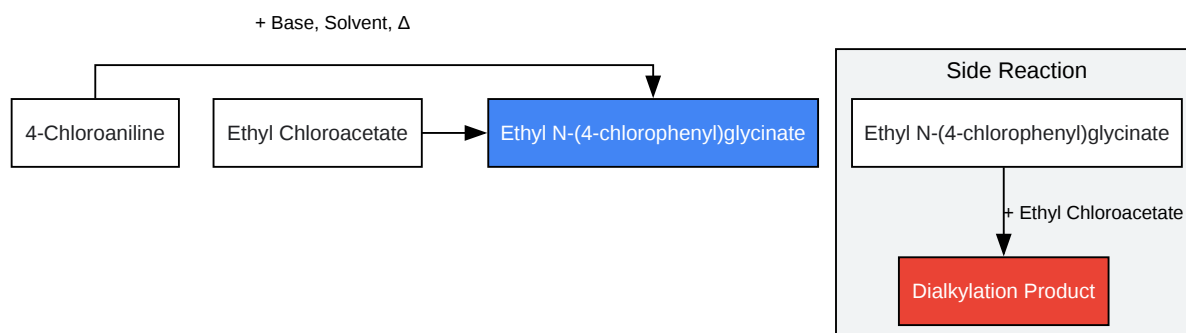 + Base, Solvent, Δ
4-Chloroaniline
Ethyl Chloroacetate
Ethyl N-(4-chlorophenyl)glycinate
Side Reaction
Ethyl N-(4-chlorophenyl)glycinate
+ Ethyl Chloroacetate
Dialkylation Product